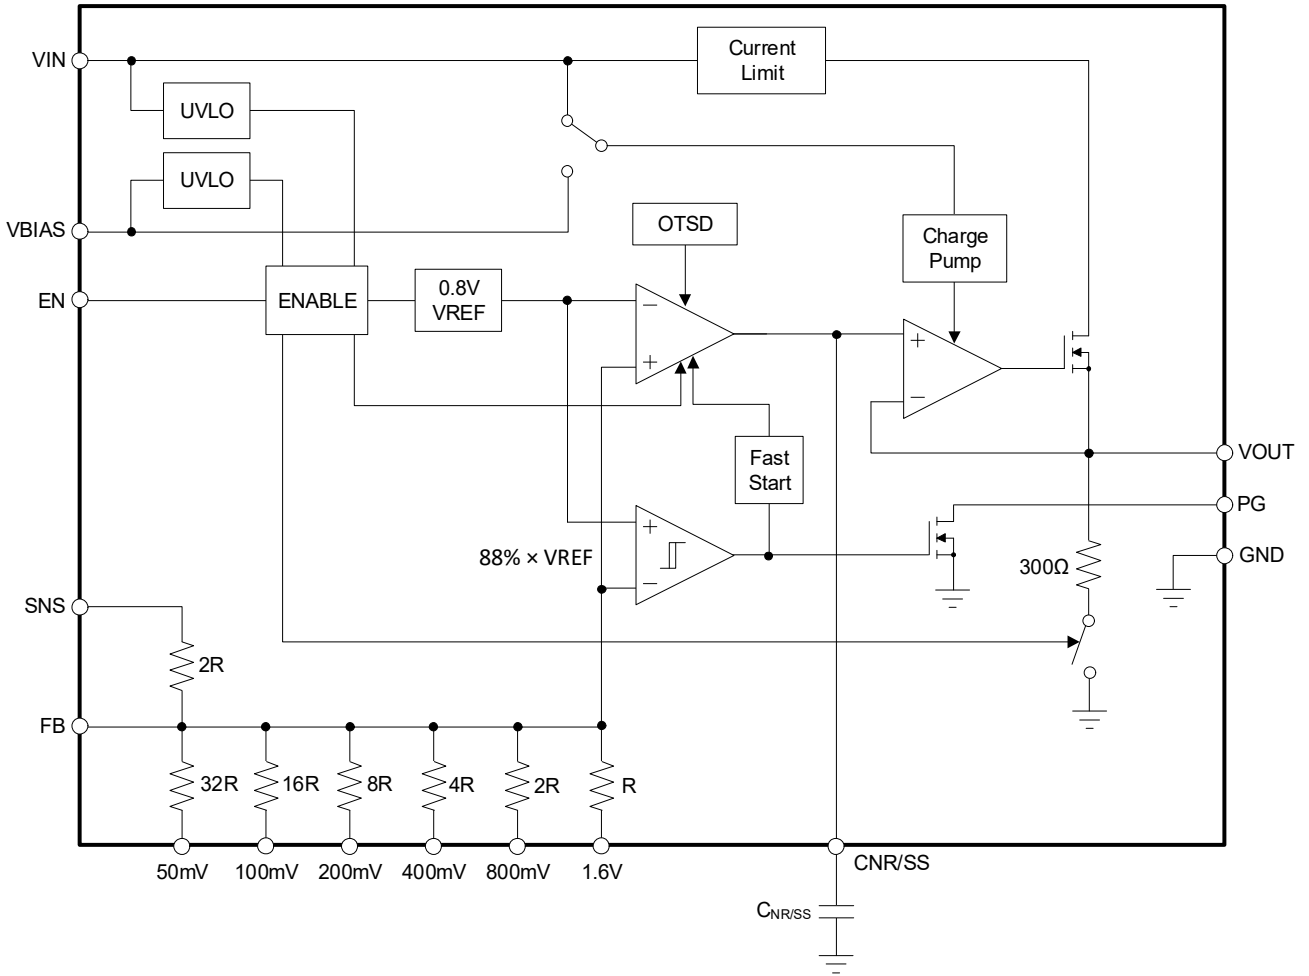 VIN
Current
Limit
UVLO
UVLO
VBIAS
OTSD
Charge
Pump
EN
ENABLE
0.8V
VREF
−
+
+
−
Fast
Start
VOUT
PG
+
88% × VREF
−
300Ω
GND
SNS
2R
FB
32R
16R
8R
4R
2R
R
50mV
100mV
200mV
400mV
800mV
1.6V
CNR/SS
CNR/SS